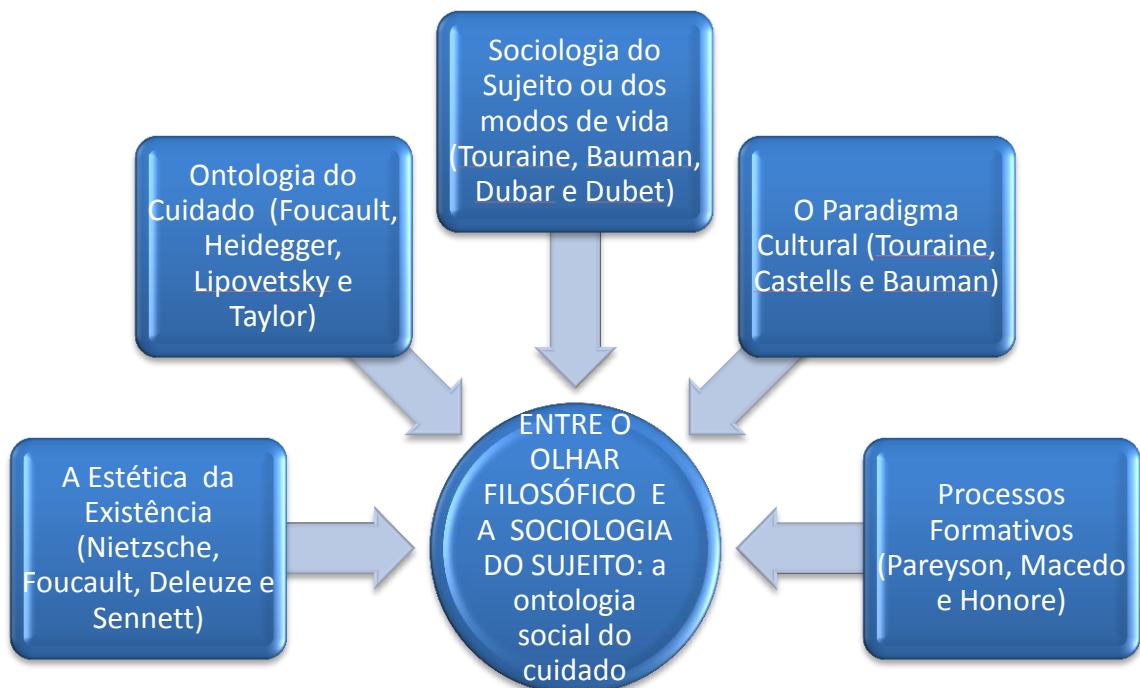 Sociologia do
Sujeito ou dos
modos de vida
(Touraine, Bauman,
Dubar e Dubet)
Ontologia do
Cuidado (Foucault,
Heidegger,
Lipovetsky e
Taylor)
O Paradigma
Cultural (Touraine,
Castells e Bauman)
A Estética da
Existência
(Nietzsche,
Foucault, Deleuze e
Sennett)
ENTRE O
OLHAR
FILOSÓFICO E
A SOCIOLOGIA
DO SUJEITO: a
ontologia
social do
cuidado
Processos
Formativos
(Pareyson, Macedo
e Honore)